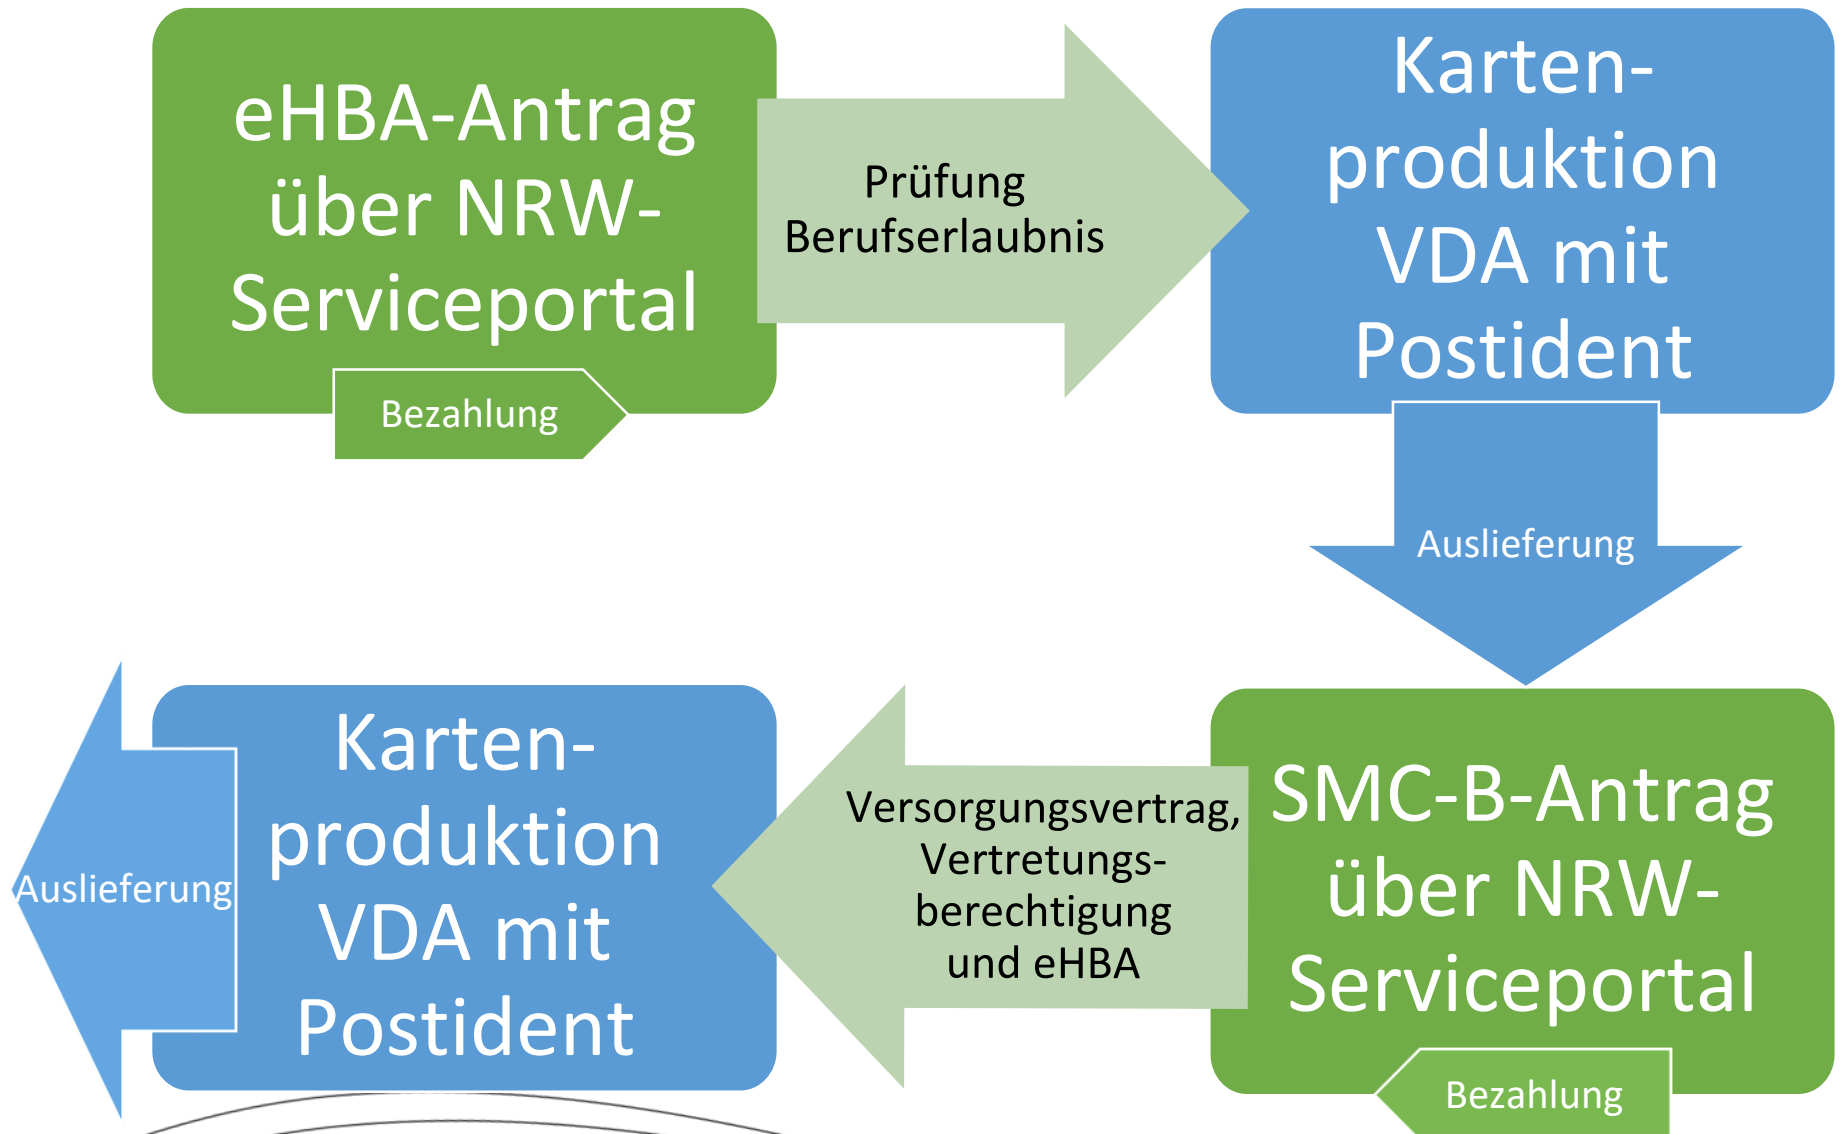 eHBA-Antrag
über NRW-
Serviceportal
Bezahlung
Prüfung
Berufserlaubnis
Karten-
produktion
VDA mit
Postident
Auslieferung
SMC-B-Antrag
über NRW-
Serviceportal
Bezahlung
Versorgungsvertrag,
Vertretungs-
berechtigung
und eHBA
Karten-
produktion
VDA mit
Postident
Auslieferung